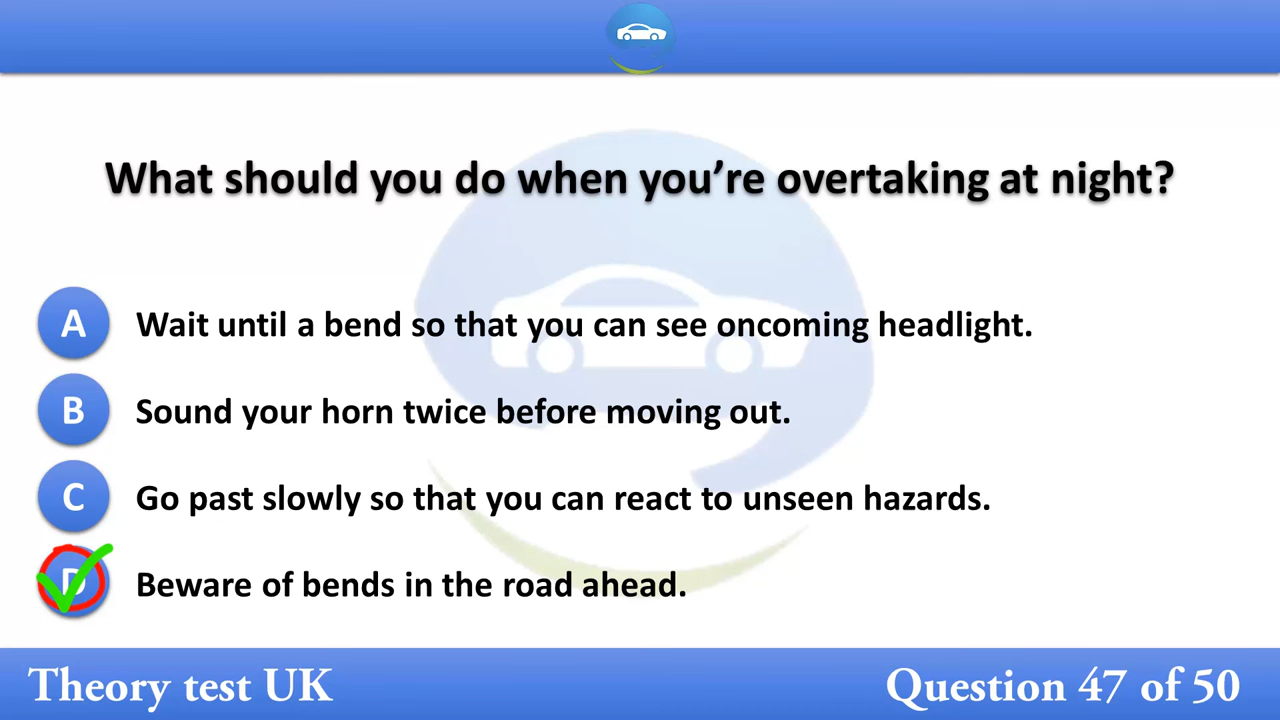 What should you do when you’re overtaking at night?
A Wait until a bend so that you can see oncoming headlight.
B Sound your horn twice before moving out.
C Go past slowly so that you can react to unseen hazards.
D Beware of bends in the road ahead.
Theory test UK Question 47 of 50